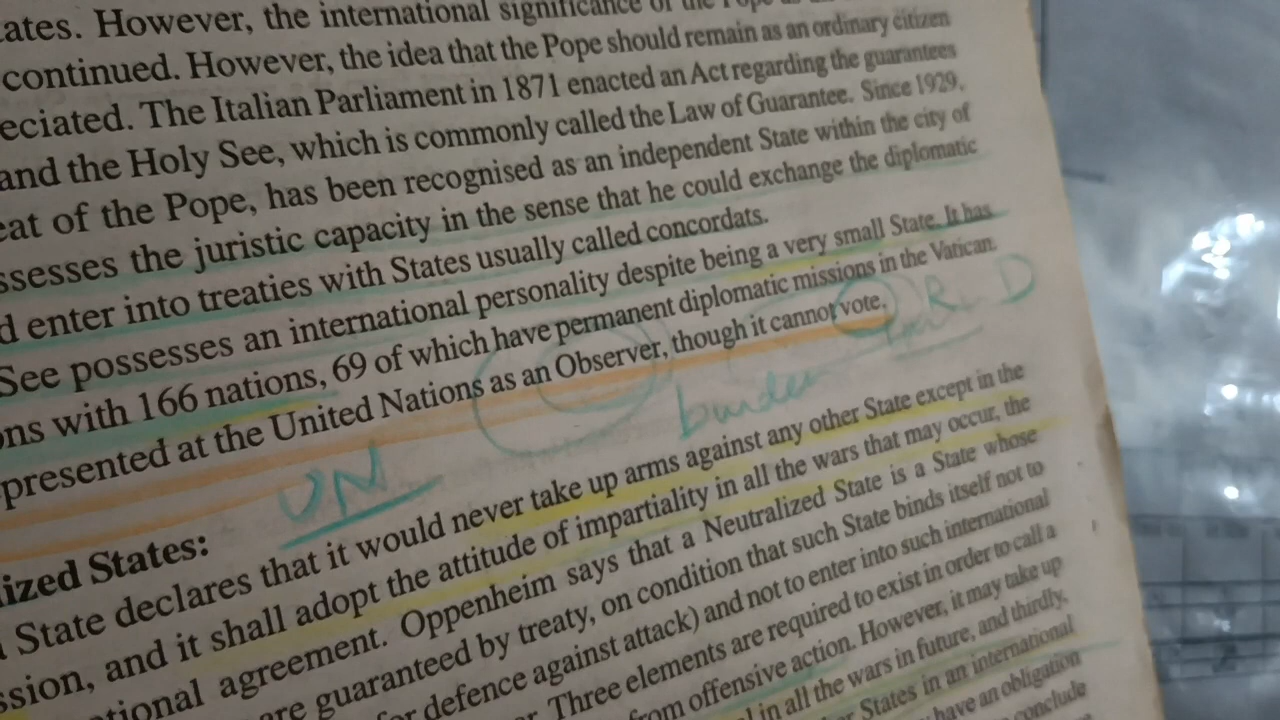 ates. However, the international significance of the Pope as
continued. However, the idea that the Pope should remain as an ordinary citizen
eciated. The Italian Parliament in 1871 enacted an Act regarding the guarantees
and the Holy See, which is commonly called the Law of Guarantee. Since 1929,
eat of the Pope, has been recognised as an independent State within the city of
ssesses the juristic capacity in the sense that he could exchange the diplomatic
d enter into treaties with States usually called concordats.
See possesses an international personality despite being a very small State. It has
ons with 166 nations, 69 of which have permanent diplomatic missions in the Vatican.
presented at the United Nations as an Observer, though it cannot vote.
R D
UN
ized States:
State declares that it would never take up arms against any other State except in the
ssion, and it shall adopt the attitude of impartiality in all the wars that may occur, the
tional agreement. Oppenheim says that a Neutralized State is a State whose
are guaranteed by treaty, on condition that such State binds itself not to
or defence against attack) and not to enter into such international
Three elements are required to exist in order to call a
from offensive action. However, it may take up
l in all the wars in future, and thirdly,
States in an international
have an obligation
conclude